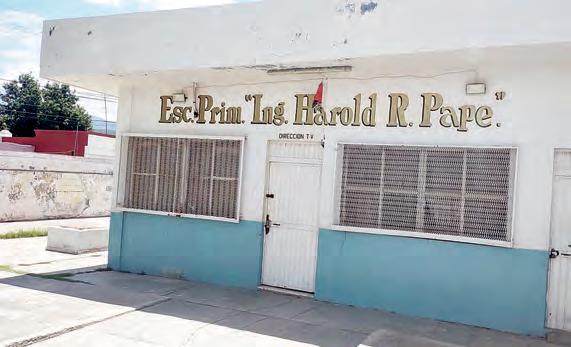 Esc. Prim. "Ing. Harold R. Pape."
DIRECCION T V